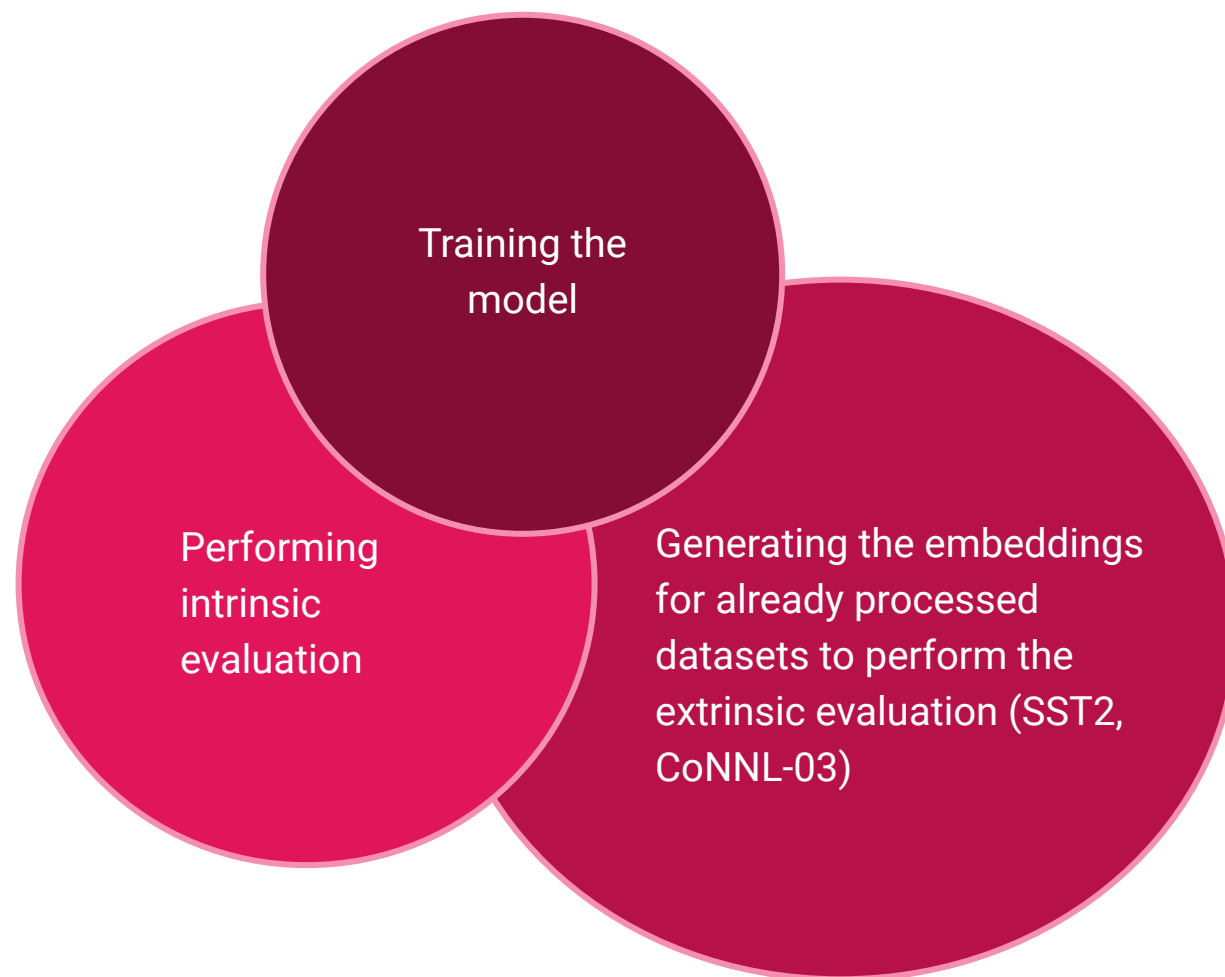 Training the
model
Performing
intrinsic
evaluation
Generating the embeddings
for already processed
datasets to perform the
extrinsic evaluation (SST2,
CoNNL-03)